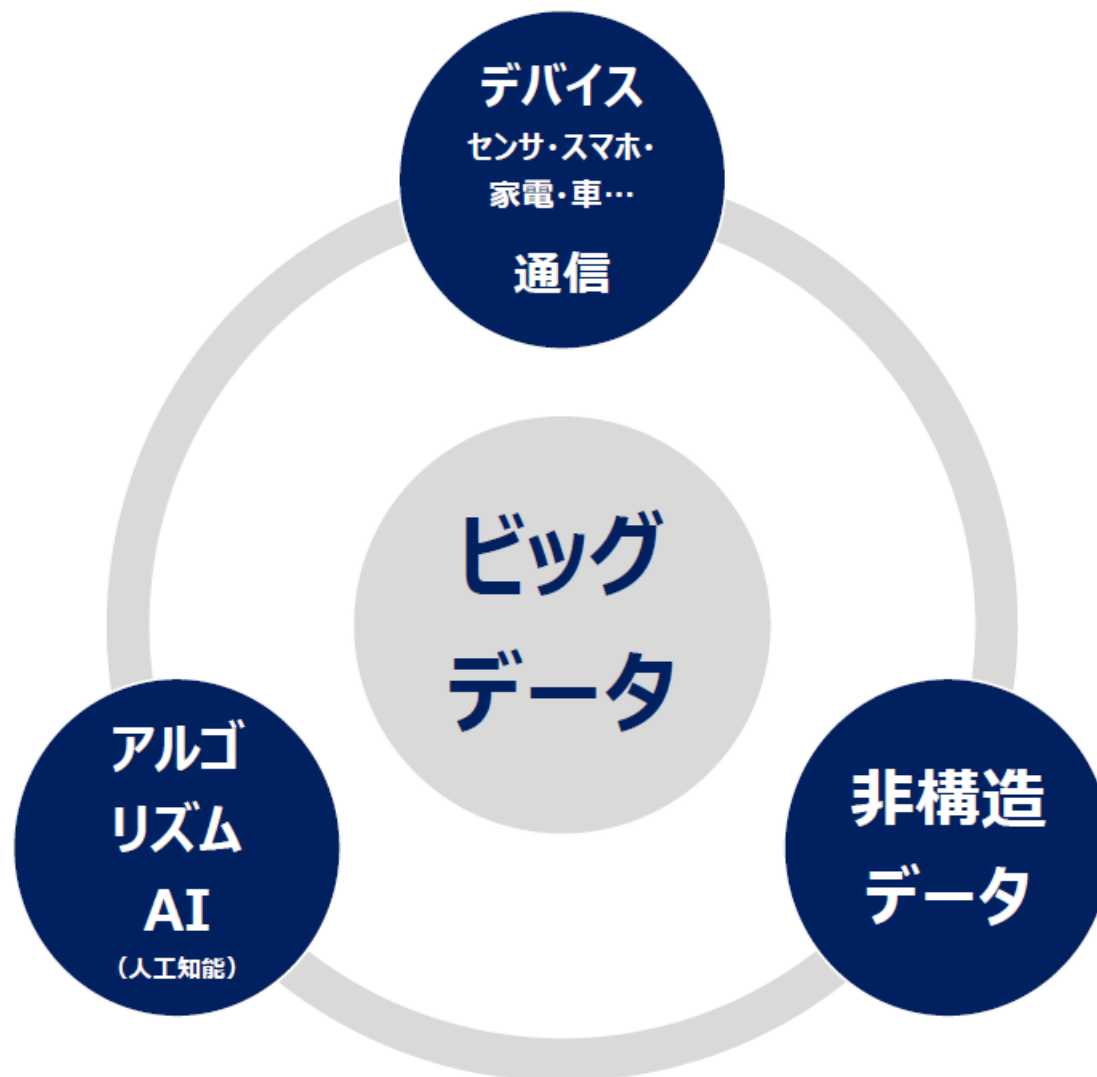 デバイス
センサ・スマホ・
家電・車…
通信
ビッグ
データ
アルゴ
リズム
AI
（人工知能）
非構造
データ